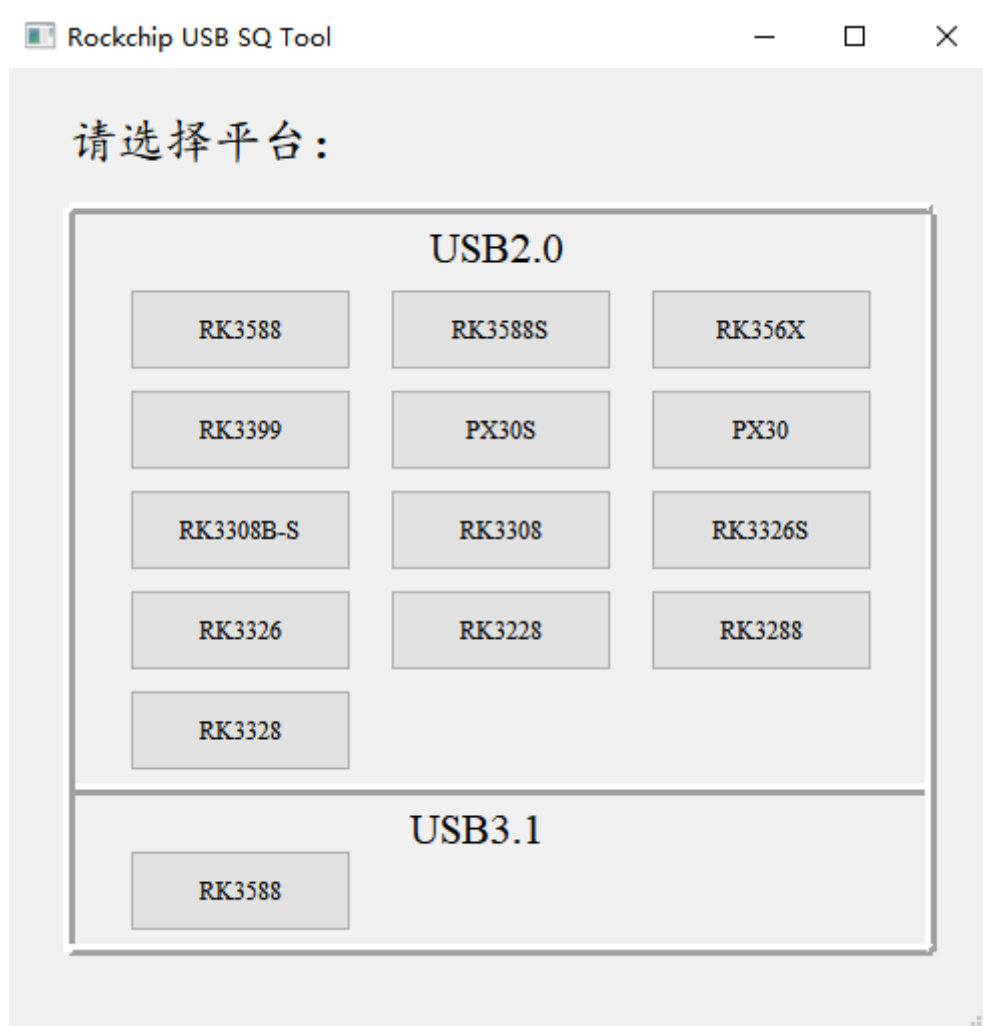 Rockchip USB SQ Tool
请选择平台：
USB2.0
RK3588 RK3588S RK356X
RK3399 PX30S PX30
RK3308B-S RK3308 RK3326S
RK3326 RK3228 RK3288
RK3328
USB3.1
RK3588